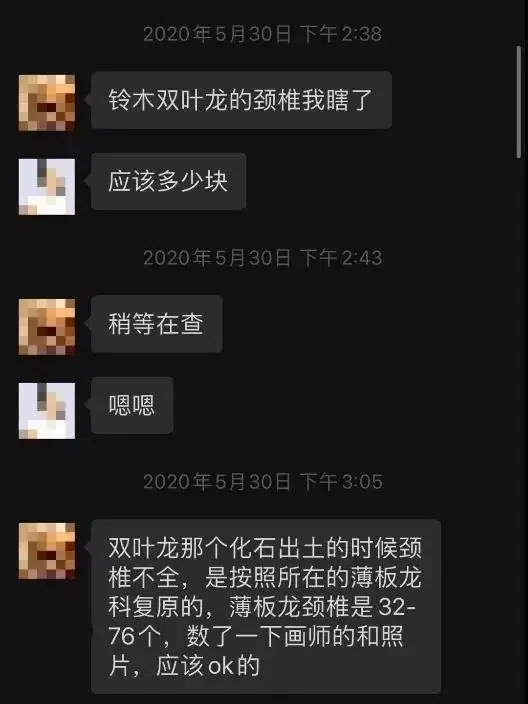 2020年5月30日 下午2:38
铃木双叶龙的颈椎我瞎了
应该多少块
2020年5月30日 下午2:43
稍等在查
嗯嗯
2020年5月30日 下午3:05
双叶龙那个化石出土的时候颈
椎不全，是按照所在的薄板龙
科复原的，薄板龙颈椎是32-
76个，数了一下画师的和照
片，应该ok的